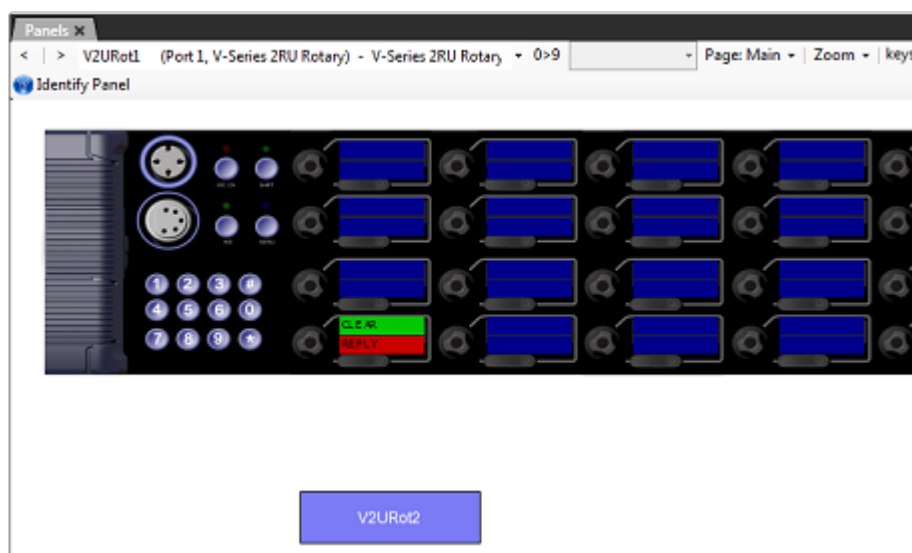 Panels
< | > V2URot1 (Port 1, V-Series 2RU Rotary) - V-Series 2RU Rotary 0>9 Page: Main Zoom keys
Identify Panel
1 2 3 #
4 5 6 0
7 8 9 *
CLEAR
REPLY
V2URot2